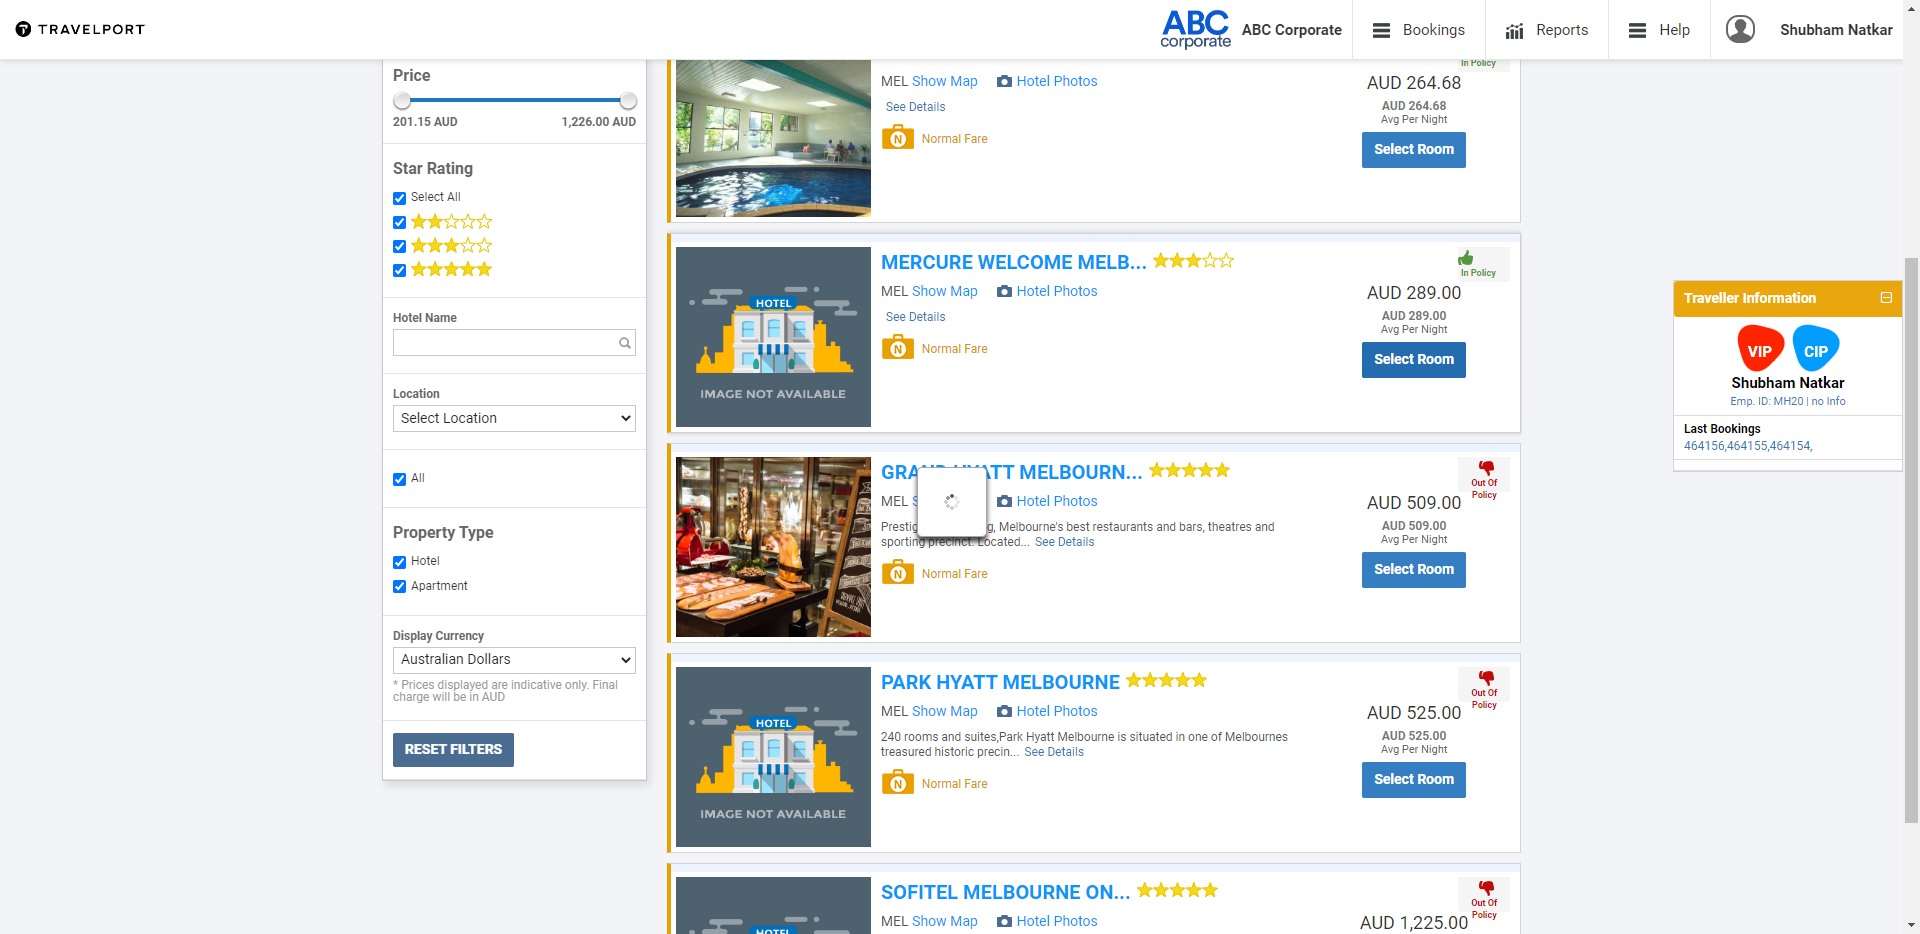 TRAVELPORT
ABC
corporate
ABC Corporate
Bookings
Reports
Help
Shubham Natkar
Price
201.15 AUD
1,226.00 AUD
Star Rating
Select All
Hotel Name
Location
Select Location
All
Property Type
Hotel
Apartment
Display Currency
Australian Dollars
* Prices displayed are indicative only. Final
charge will be in AUD
RESET FILTERS
In Policy
MEL Show Map
Hotel Photos
AUD 264.68
See Details
AUD 264.68
Avg Per Night
N
Normal Fare
Select Room
HOTEL
IMAGE NOT AVAILABLE
MERCURE WELCOME MELB...
In Policy
MEL Show Map
Hotel Photos
AUD 289.00
See Details
AUD 289.00
Avg Per Night
N
Normal Fare
Select Room
MELBOURN...
Out Of
Policy
MEL
Hotel Photos
AUD 509.00
Melbourne's best restaurants and bars, theatres and
sporting precinct. Located... See Details
AUD 509.00
Avg Per Night
N
Normal Fare
Select Room
HOTEL
IMAGE NOT AVAILABLE
PARK HYATT MELBOURNE
Out Of
Policy
MEL Show Map
Hotel Photos
AUD 525.00
240 rooms and suites,Park Hyatt Melbourne is situated in one of Melbournes
treasured historic precin... See Details
AUD 525.00
Avg Per Night
N
Normal Fare
Select Room
HOTEL
SOFITEL MELBOURNE ON...
Out Of
Policy
MEL Show Map
Hotel Photos
AUD 1,225.00
Traveller Information
VIP
CIP
Shubham Natkar
Emp. ID: MH20 | no Info
Last Bookings
464156,464155,464154,